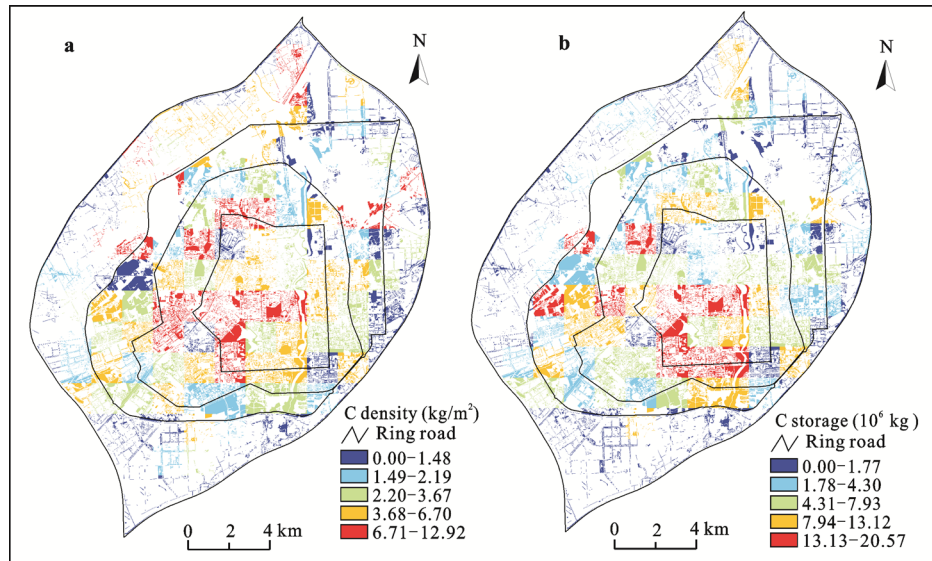 a
N
C density (kg/m²)
Ring road
0.00−1.48
1.49−2.19
2.20−3.67
3.68−6.70
6.71−12.92
0 2 4 km
b
N
C storage (10⁶ kg )
Ring road
0.00−1.77
1.78−4.30
4.31−7.93
7.94−13.12
13.13−20.57
0 2 4 km